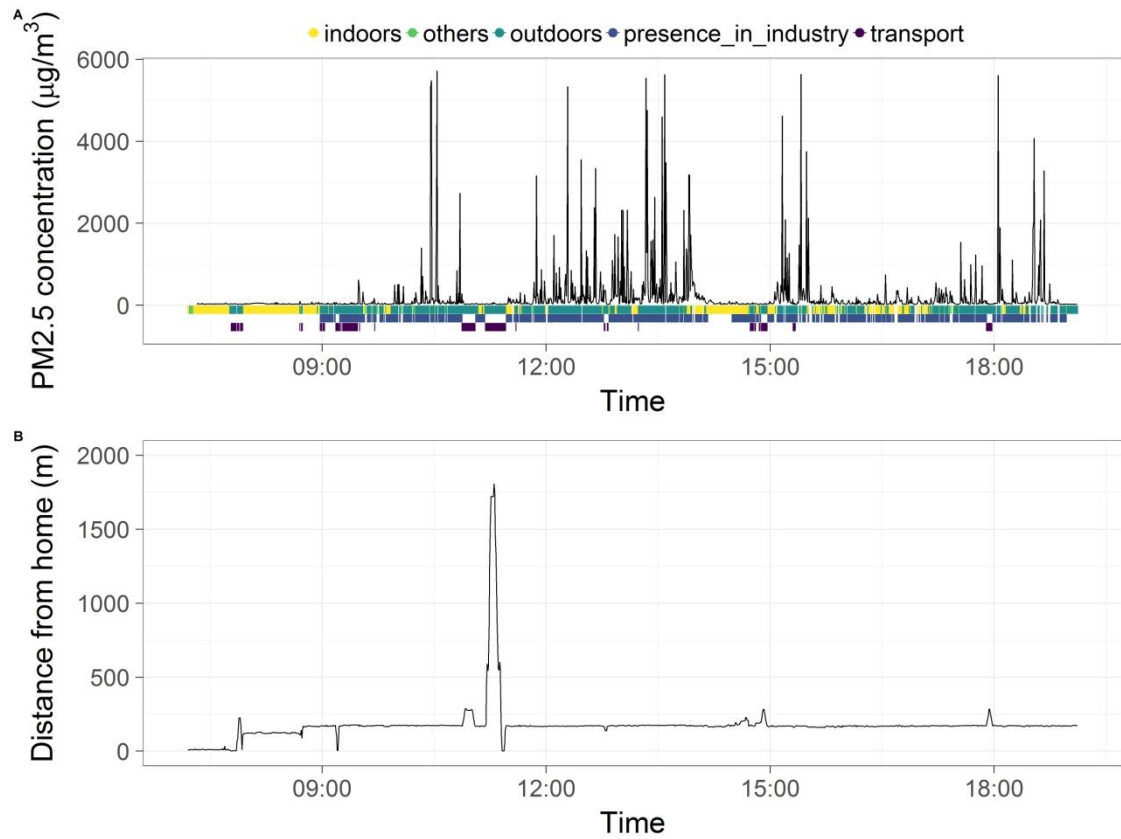 A
indoors others outdoors presence_in_industry transport
PM2.5 concentration (μg/m³)
6000
4000
2000
0
09:00 12:00 15:00 18:00
Time
B
Distance from home (m)
2000
1500
1000
500
0
09:00 12:00 15:00 18:00
Time